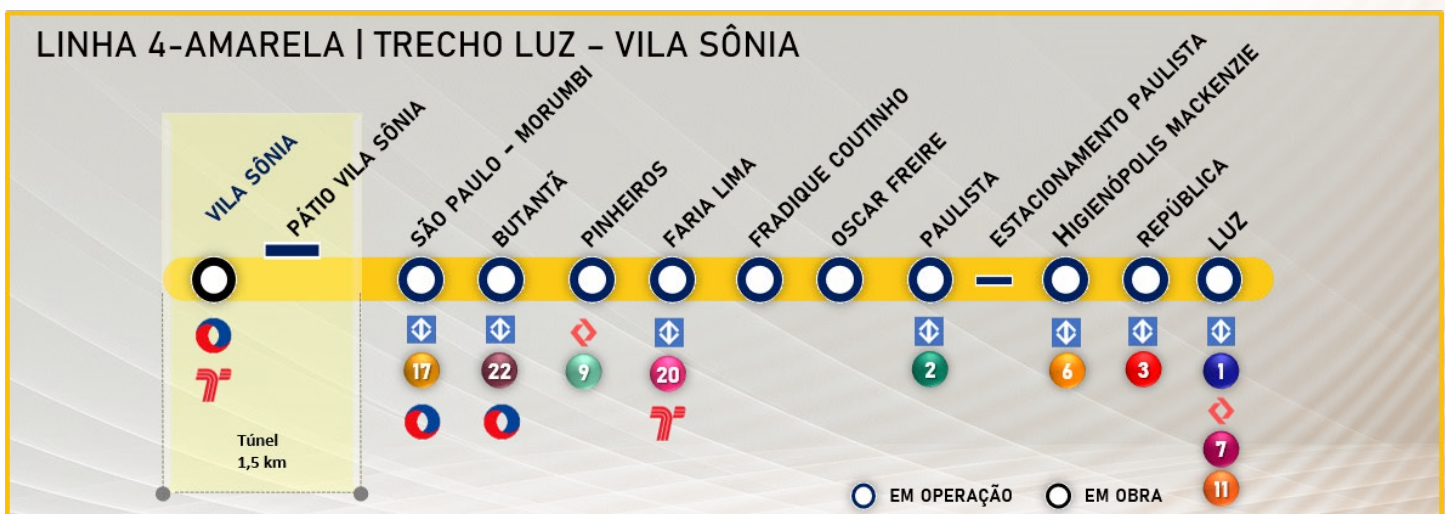 LINHA 4-AMARELA | TRECHO LUZ – VILA SÔNIA
VILA SÔNIA
PÁTIO VILA SÔNIA
SÃO PAULO - MORUMBI
BUTANTÃ
PINHEIROS
FARIA LIMA
FRADIQUE COUTINHO
OSCAR FREIRE
PAULISTA
ESTACIONAMENTO PAULISTA
HIGIENÓPOLIS MACKENZIE
REPÚBLICA
LUZ
17
22
9
20
2
6
3
1
7
11
Túnel
1,5 km
EM OPERAÇÃO
EM OBRA